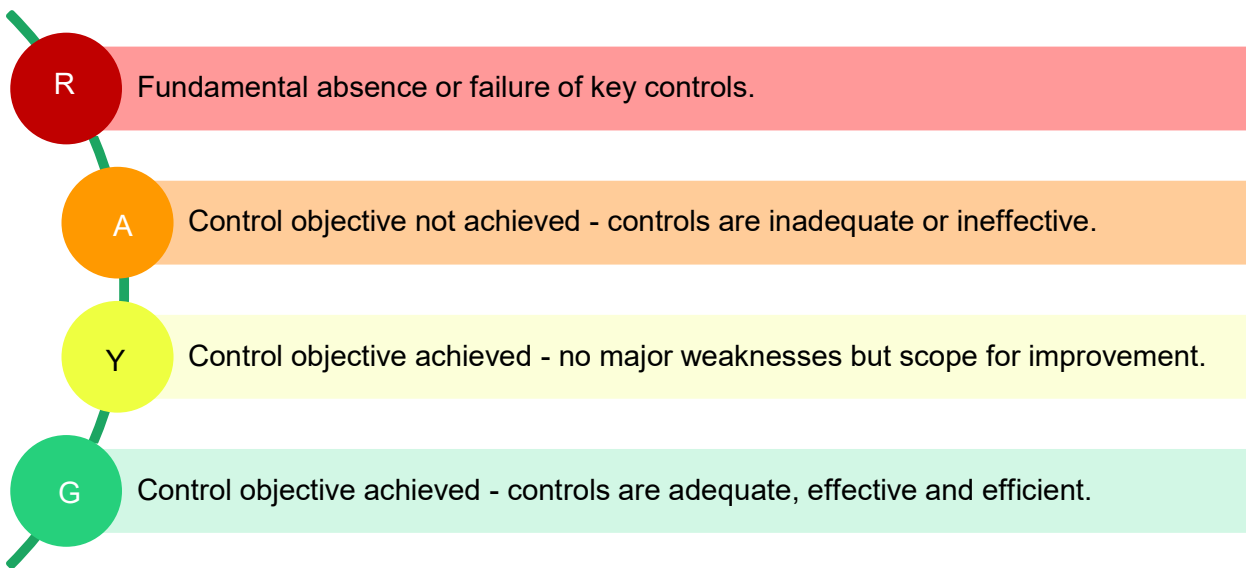 R
Fundamental absence or failure of key controls.
A
Control objective not achieved - controls are inadequate or ineffective.
Y
Control objective achieved - no major weaknesses but scope for improvement.
G
Control objective achieved - controls are adequate, effective and efficient.